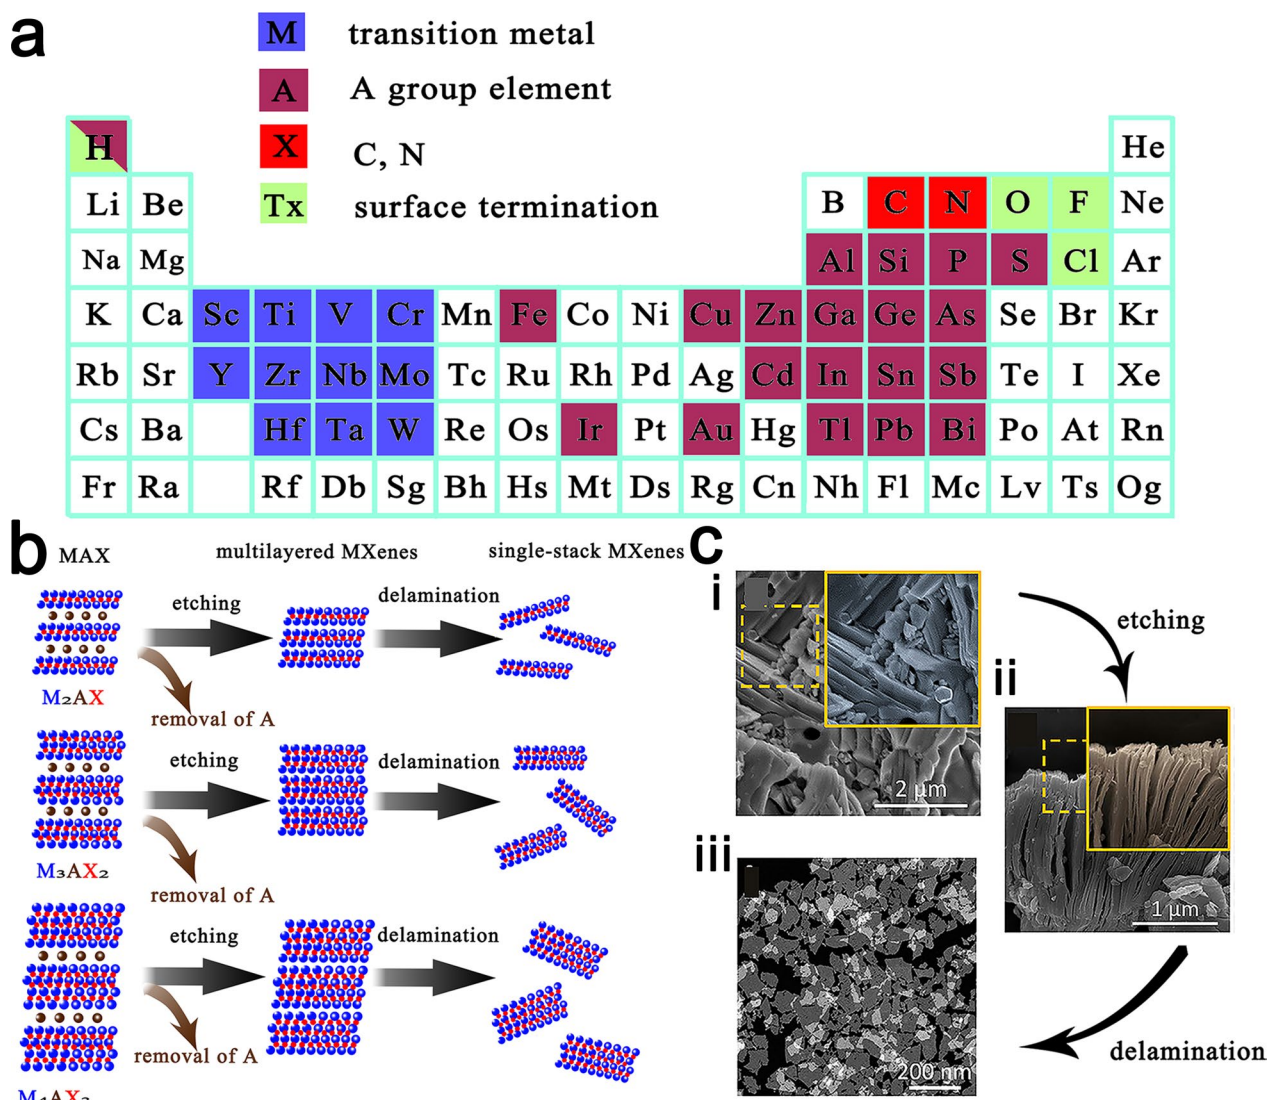 a
M transition metal
A A group element
X C, N
Tx surface termination
H He
Li Be B C N O F Ne
Na Mg Al Si P S Cl Ar
K Ca Sc Ti V Cr Mn Fe Co Ni Cu Zn Ga Ge As Se Br Kr
Rb Sr Y Zr Nb Mo Tc Ru Rh Pd Ag Cd In Sn Sb Te I Xe
Cs Ba Hf Ta W Re Os Ir Pt Au Hg Tl Pb Bi Po At Rn
Fr Ra Rf Db Sg Bh Hs Mt Ds Rg Cn Nh Fl Mc Lv Ts Og
b
MAX
multilayered MXenes
single-stack MXenes
etching
delamination
M₂AX
removal of A
etching
delamination
M₃AX₂
removal of A
etching
delamination
removal of A
c
i
2 µm
etching
ii
1 µm
iii
200 nm
delamination